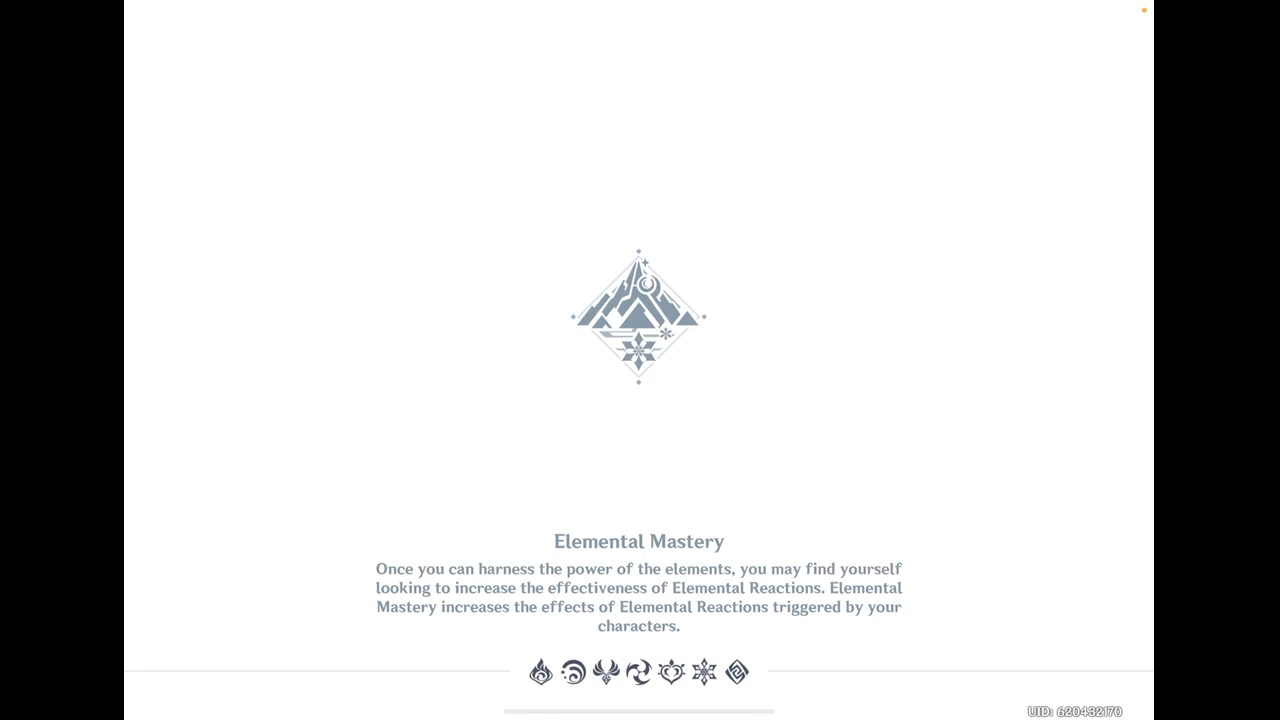 Elemental Mastery
Once you can harness the power of the elements, you may find yourself
looking to increase the effectiveness of Elemental Reactions. Elemental
Mastery increases the effects of Elemental Reactions triggered by your
characters.
UID: 620432170